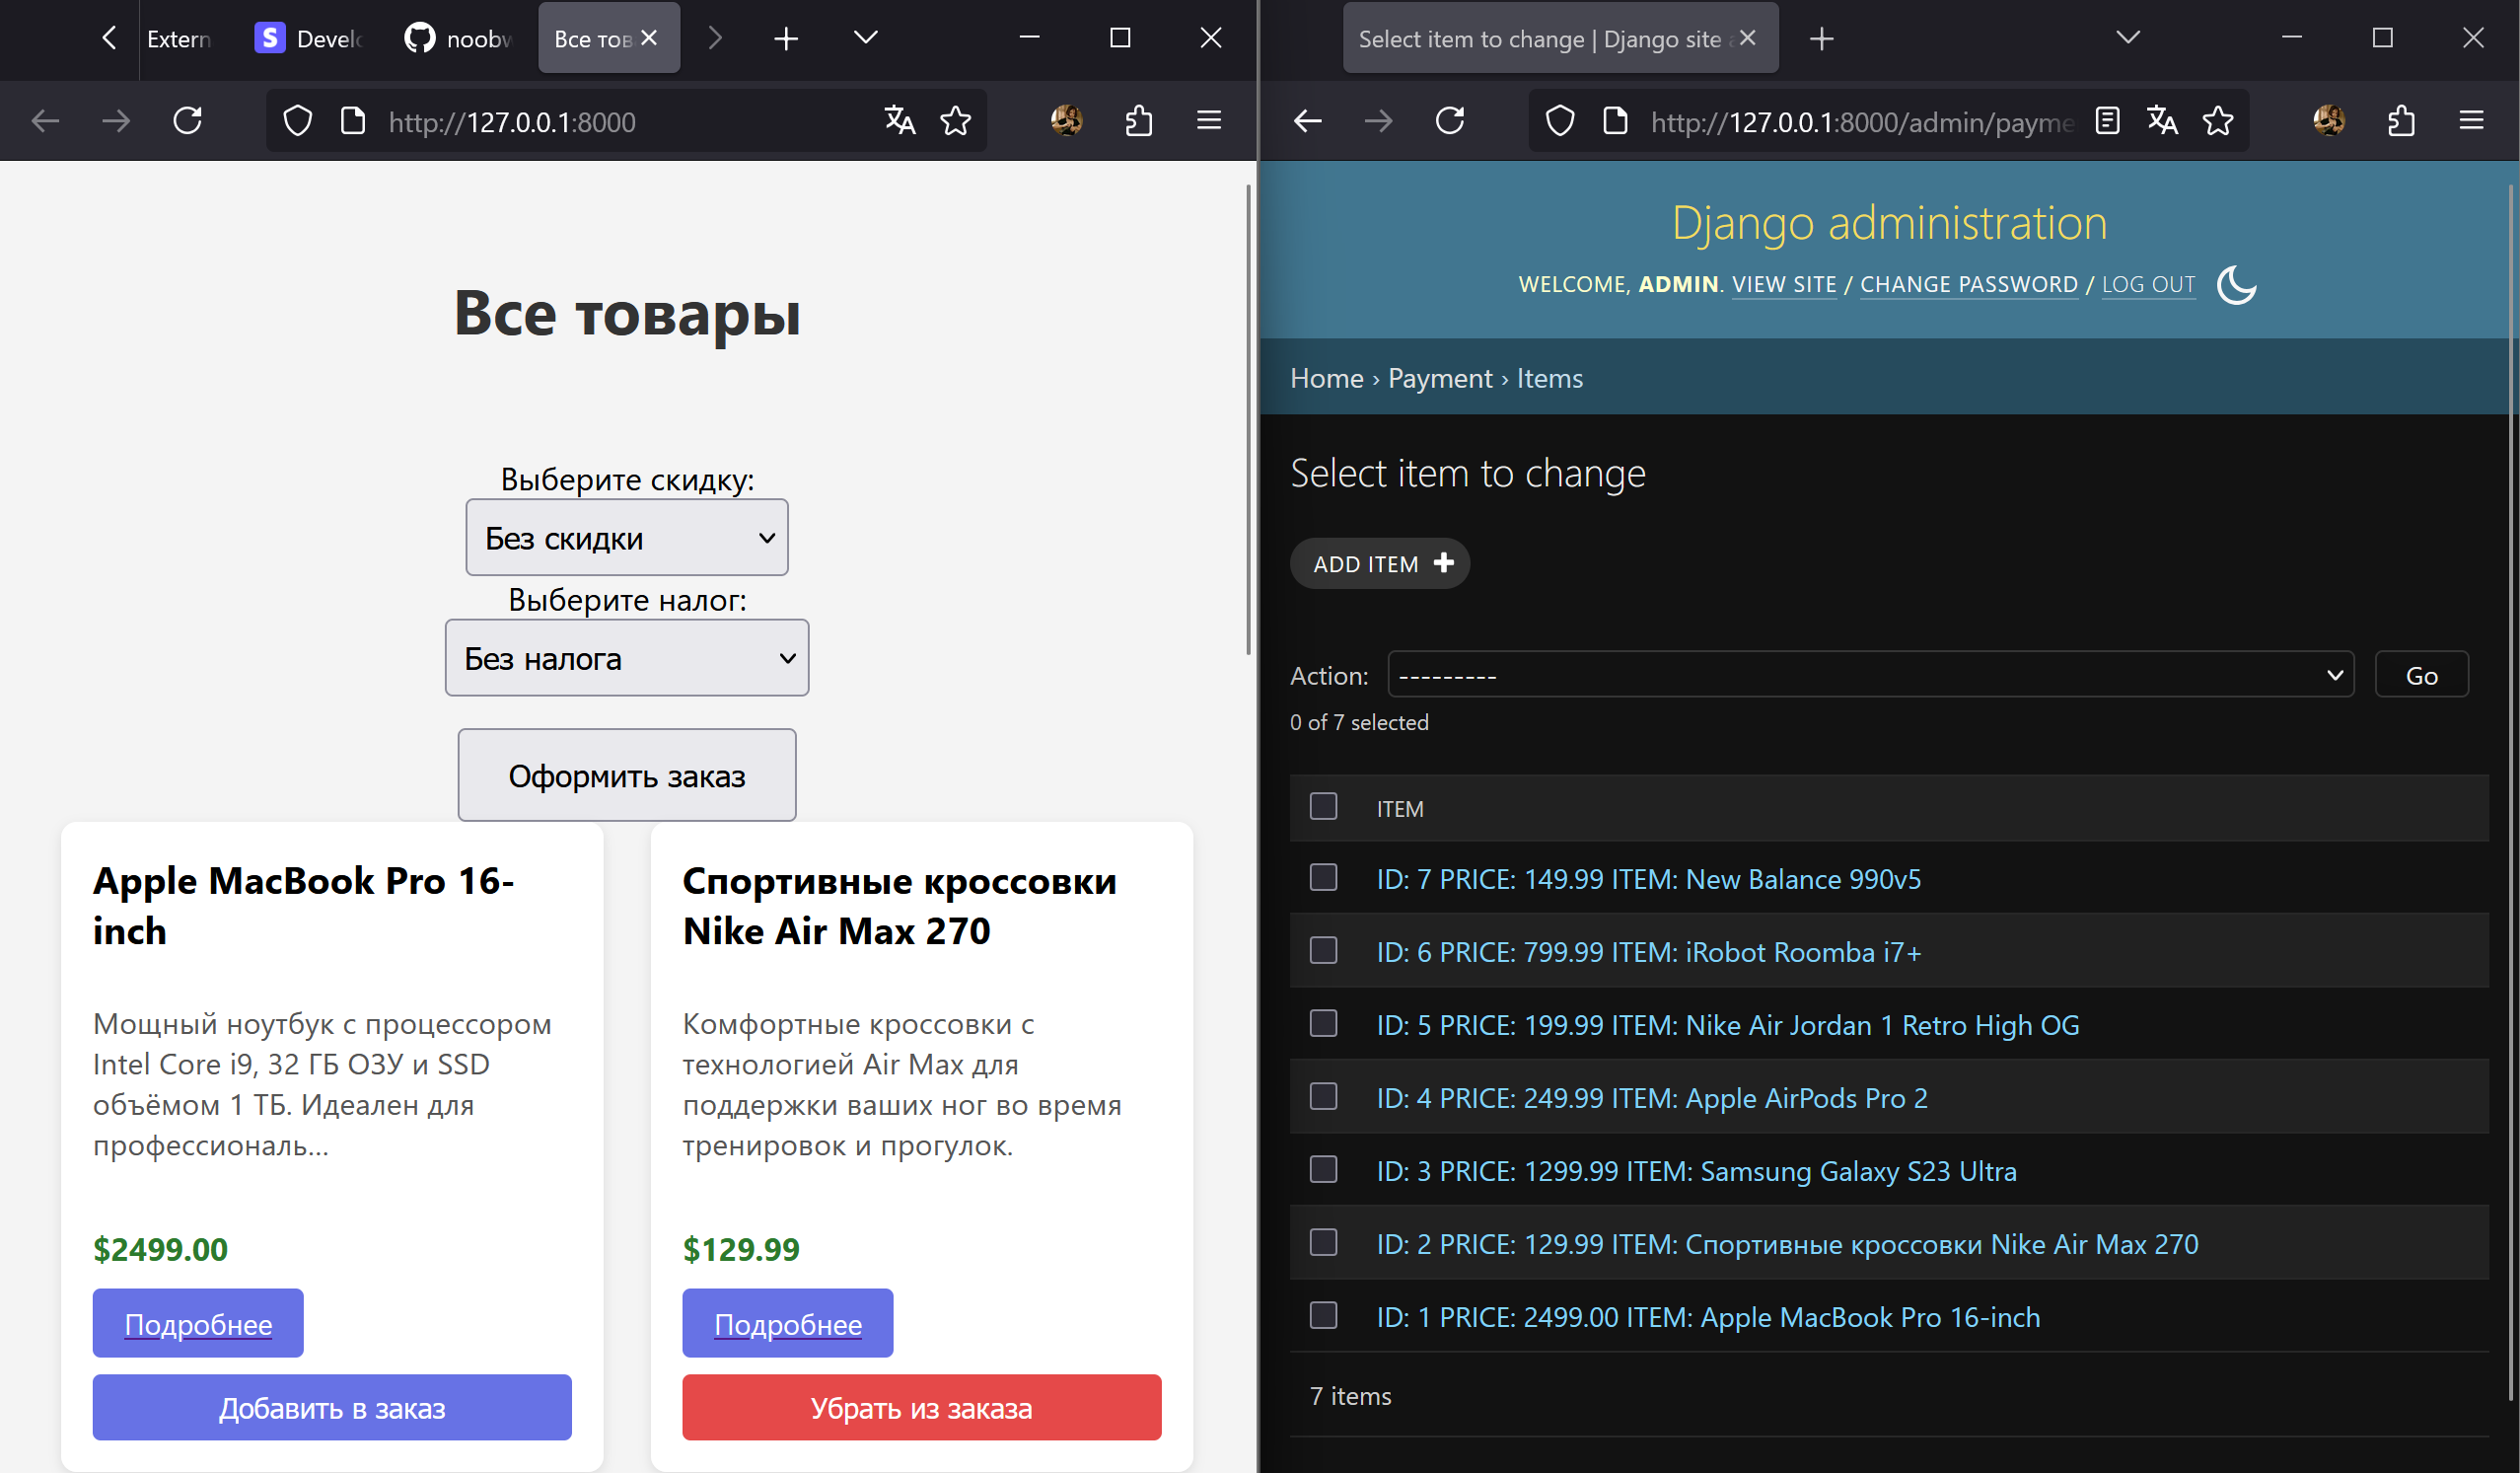 Extern
Develo
noobw
Все тов
http://127.0.0.1:8000
Все товары
Выберите скидку:
Без скидки
Выберите налог:
Без налога
Оформить заказ
Apple MacBook Pro 16-
inch
Мощный ноутбук с процессором
Intel Core i9, 32 ГБ ОЗУ и SSD
объёмом 1 ТБ. Идеален для
профессиональ...
$2499.00
Подробнее
Добавить в заказ
Спортивные кроссовки
Nike Air Max 270
Комфортные кроссовки с
технологией Air Max для
поддержки ваших ног во время
тренировок и прогулок.
$129.99
Подробнее
Убрать из заказа
Select item to change | Django site a
http://127.0.0.1:8000/admin/payme
Django administration
WELCOME, ADMIN. VIEW SITE / CHANGE PASSWORD / LOG OUT
Home › Payment › Items
Select item to change
ADD ITEM
Action: --------- Go
0 of 7 selected
ITEM
ID: 7 PRICE: 149.99 ITEM: New Balance 990v5
ID: 6 PRICE: 799.99 ITEM: iRobot Roomba i7+
ID: 5 PRICE: 199.99 ITEM: Nike Air Jordan 1 Retro High OG
ID: 4 PRICE: 249.99 ITEM: Apple AirPods Pro 2
ID: 3 PRICE: 1299.99 ITEM: Samsung Galaxy S23 Ultra
ID: 2 PRICE: 129.99 ITEM: Спортивные кроссовки Nike Air Max 270
ID: 1 PRICE: 2499.00 ITEM: Apple MacBook Pro 16-inch
7 items